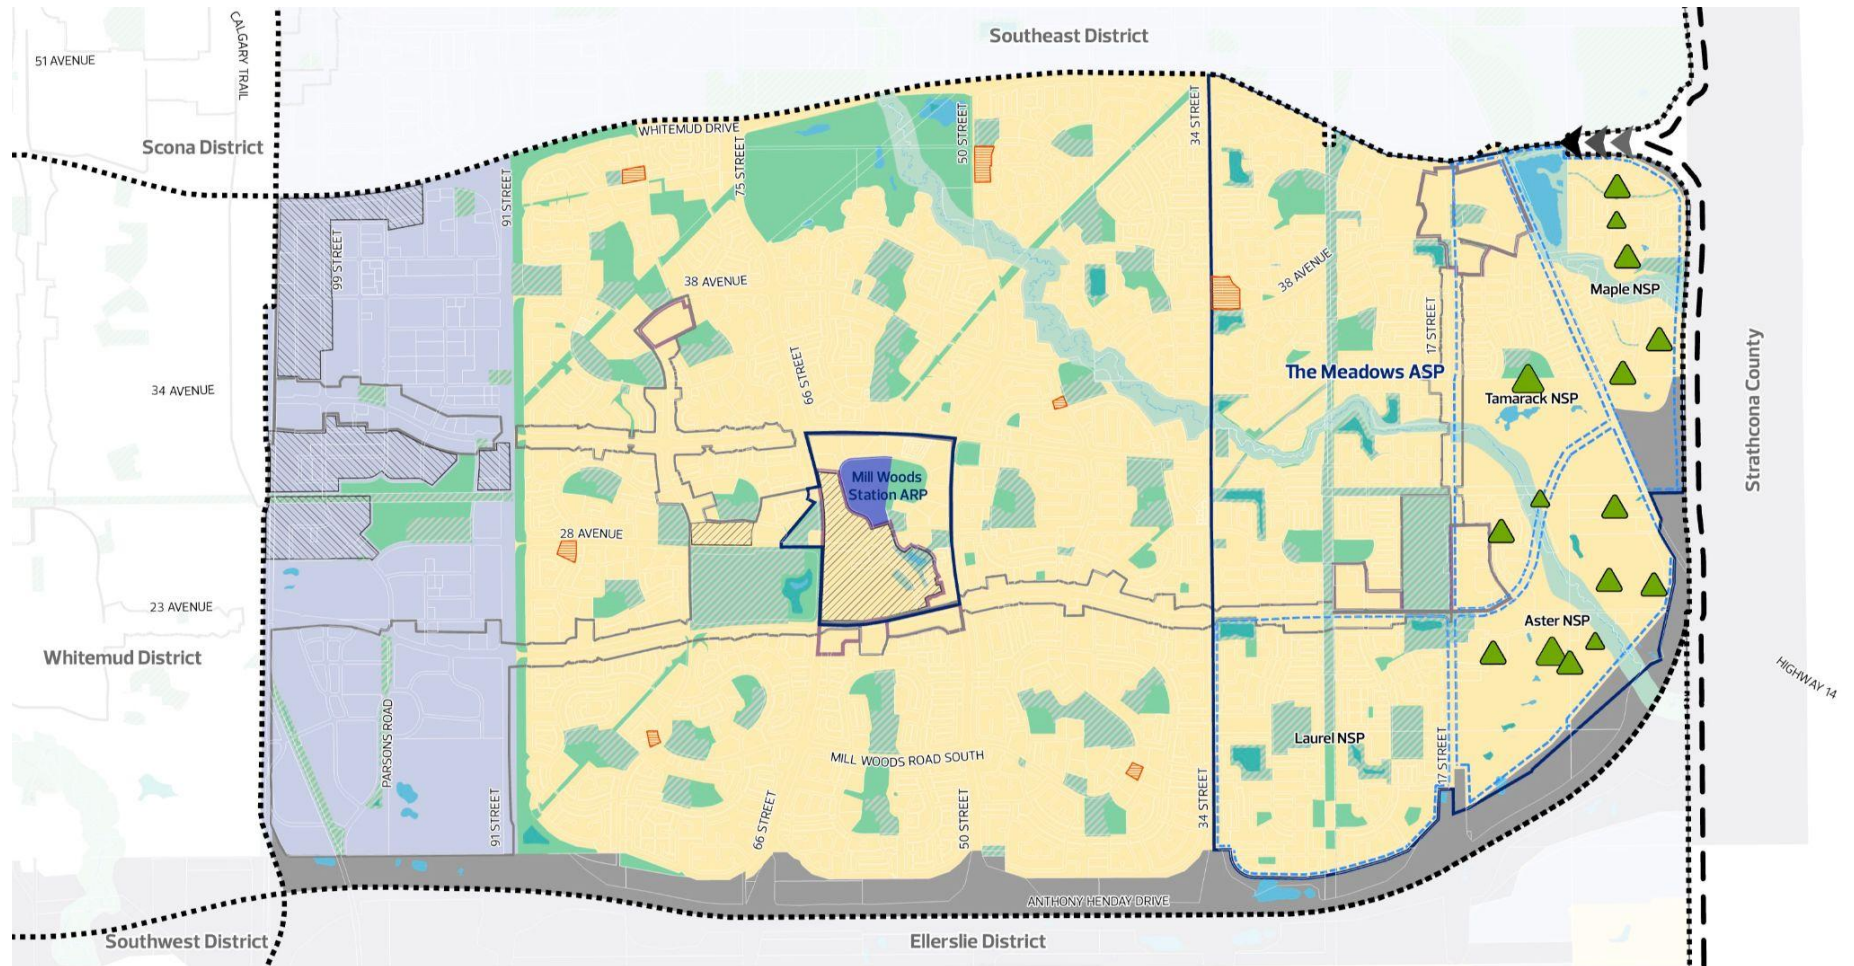 Southeast District
51 AVENUE
CALGARY TRAIL
Scona District
WHITEMUD DRIVE
75 STREET
50 STREET
34 STREET
91 STREET
99 STREET
38 AVENUE
38 AVENUE
Maple NSP
17 STREET
66 STREET
The Meadows ASP
34 AVENUE
Tamarack NSP
Strathcona County
Mill Woods
Station ARP
28 AVENUE
23 AVENUE
Aster NSP
Whitemud District
HIGHWAY 14
PARSONS ROAD
Laurel NSP
MILL WOODS ROAD SOUTH
17 STREET
91 STREET
66 STREET
50 STREET
34 STREET
ANTHONY HENDAY DRIVE
Southwest District
Ellerslie District